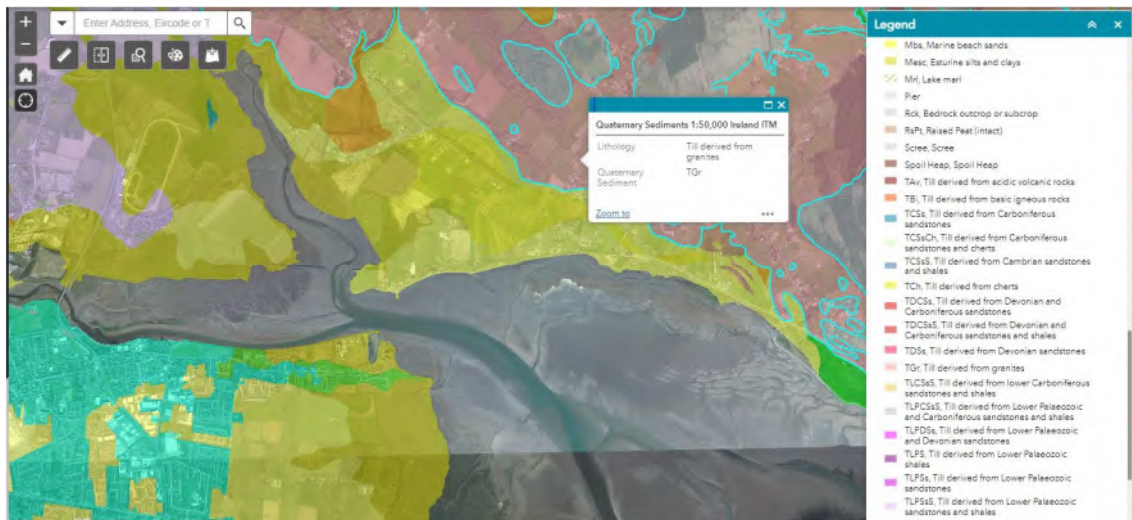 +
Enter Address, Eircode or T
−
Legend
Mbs, Marine beach sands
Mesc, Esturine silts and clays
Mrl, Lake marl
Pier
Rck, Bedrock outcrop or subcrop
RsPt, Raised Peat (intact)
Scree, Scree
Spoil Heap, Spoil Heap
TAv, Till derived from acidic volcanic rocks
TBi, Till derived from basic igneous rocks
TCSs, Till derived from Carboniferous
sandstones
TCSsCh, Till derived from Carboniferous
sandstones and cherts
TCSsS, Till derived from Cambrian sandstones
and shales
TCh, Till derived from cherts
TDCSs, Till derived from Devonian and
Carboniferous sandstones
TDCSsS, Till derived from Devonian and
Carboniferous sandstones and shales
TDSs, Till derived from Devonian sandstones
TGr, Till derived from granites
TLCSsS, Till derived from lower Carboniferous
sandstones and shales
TLPCSsS, Till derived from Lower Palaeozoic
and Carboniferous sandstones and shales
TLPDSs, Till derived from Lower Palaeozoic
and Devonian sandstones
TLPS, Till derived from Lower Palaeozoic
shales
TLPSs, Till derived from Lower Palaeozoic
sandstones
TLPSsS, Till derived from Lower Palaeozoic
sandstones and shales
Quaternary Sediments 1:50,000 Ireland ITM
Lithology Till derived from
granites
Quaternary TGr
Sediment
Zoom to